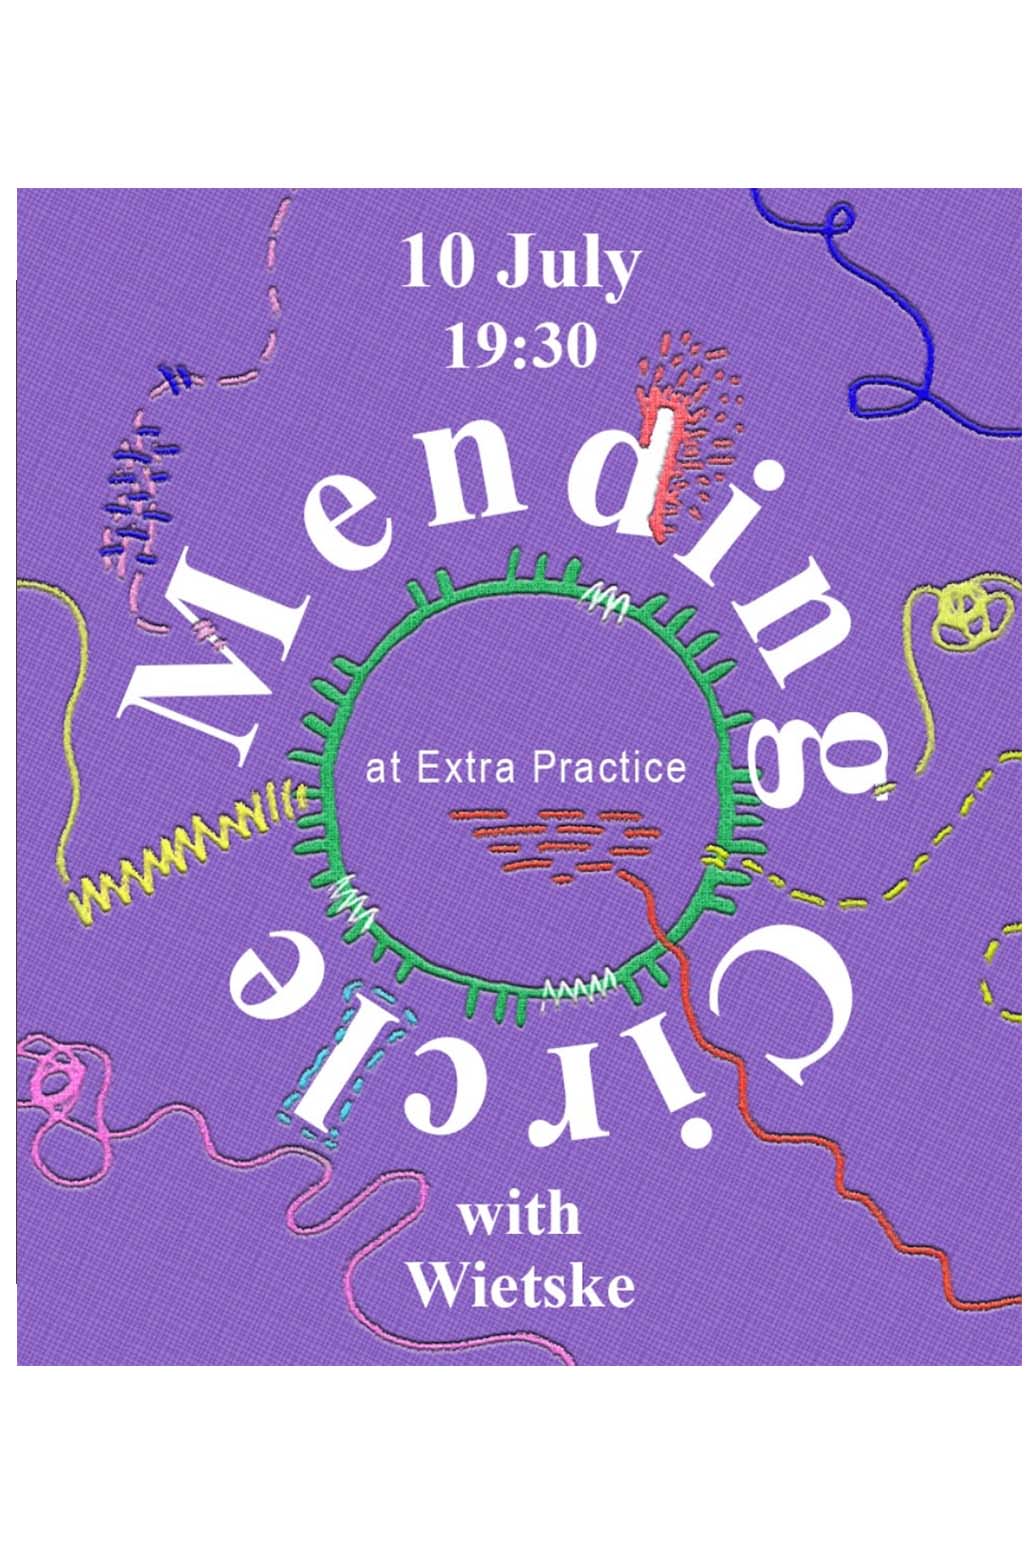 10 July
19:30
Mending
Circle
at Extra Practice
with
Wietske